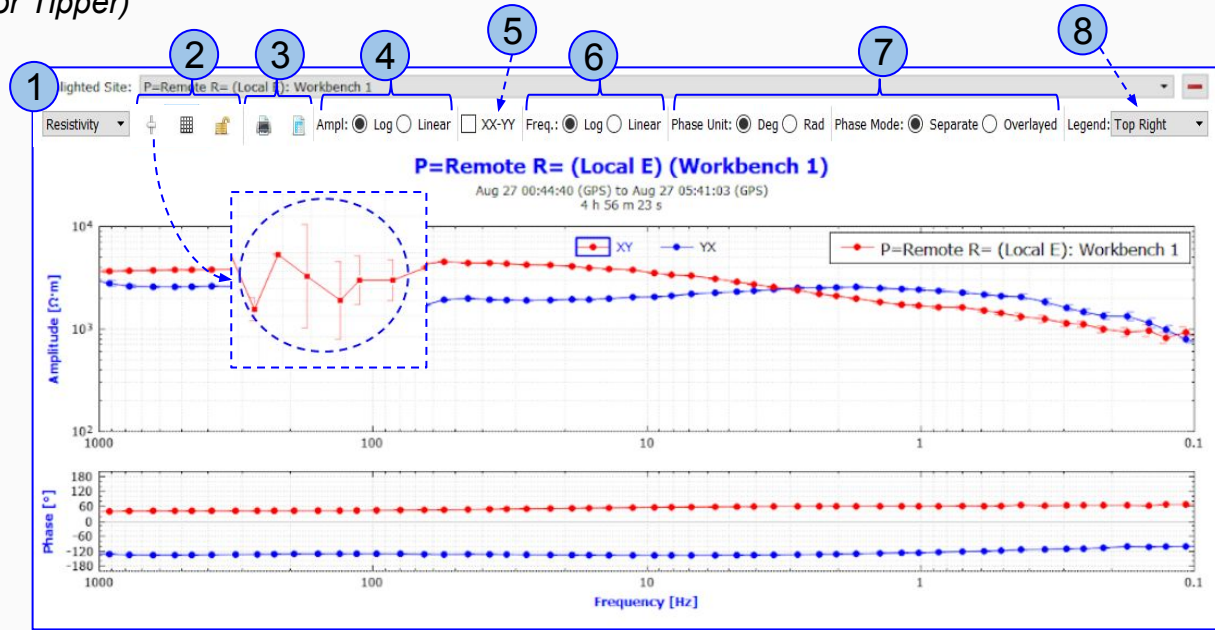 or Tipper)
1 2 3 4 5 6 7 8
lighted Site: P=Remote R= (Local E): Workbench 1
Resistivity Ampl: Log Linear XX-YY Freq.: Log Linear Phase Unit: Deg Rad Phase Mode: Separate Overlayed Legend: Top Right
P=Remote R= (Local E) (Workbench 1)
Aug 27 00:44:40 (GPS) to Aug 27 05:41:03 (GPS)
4 h 56 m 23 s
XY YX
P=Remote R= (Local E): Workbench 1
Amplitude [Ω·m]
10⁴
10³
10²
1000 100 10 1 0.1
Phase [°]
180
120
60
0
-60
-120
-180
1000 100 10 1 0.1
Frequency [Hz]